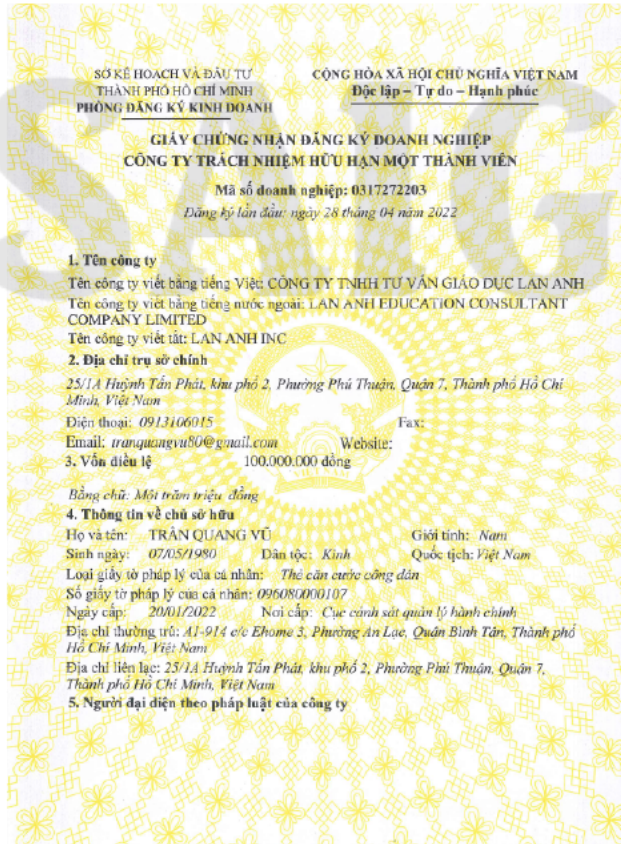 SAIG
SỞ KẾ HOẠCH VÀ ĐẦU TƯ
THÀNH PHỐ HỒ CHÍ MINH
PHÒNG ĐĂNG KÝ KINH DOANH
CỘNG HÒA XÃ HỘI CHỦ NGHĨA VIỆT NAM
Độc lập – Tự do – Hạnh phúc
GIẤY CHỨNG NHẬN ĐĂNG KÝ DOANH NGHIỆP
CÔNG TY TRÁCH NHIỆM HỮU HẠN MỘT THÀNH VIÊN
Mã số doanh nghiệp: 0317272203
Đăng ký lần đầu: ngày 28 tháng 04 năm 2022
1. Tên công ty
Tên công ty viết bằng tiếng Việt: CÔNG TY TNHH TƯ VẤN GIÁO DỤC LAN ANH
Tên công ty viết bằng tiếng nước ngoài: LAN ANH EDUCATION CONSULTANT
COMPANY LIMITED
Tên công ty viết tắt: LAN ANH INC
2. Địa chỉ trụ sở chính
25/1A Huỳnh Tấn Phát, khu phố 2, Phường Phú Thuận, Quận 7, Thành phố Hồ Chí
Minh, Việt Nam
Điện thoại: 0913106015 Fax:
Email: tranquangvu80@gmail.com Website:
3. Vốn điều lệ 100.000.000 đồng
Bằng chữ: Một trăm triệu đồng
4. Thông tin về chủ sở hữu
Họ và tên: TRẦN QUANG VŨ Giới tính: Nam
Sinh ngày: 07/05/1980 Dân tộc: Kinh Quốc tịch: Việt Nam
Loại giấy tờ pháp lý của cá nhân: Thẻ căn cước công dân
Số giấy tờ pháp lý của cá nhân: 096080000107
Ngày cấp: 20/01/2022 Nơi cấp: Cục cảnh sát quản lý hành chính
Địa chỉ thường trú: A1-914 c/c Ehome 3, Phường An Lạc, Quận Bình Tân, Thành phố
Hồ Chí Minh, Việt Nam
Địa chỉ liên lạc: 25/1A Huỳnh Tấn Phát, khu phố 2, Phường Phú Thuận, Quận 7,
Thành phố Hồ Chí Minh, Việt Nam
5. Người đại diện theo pháp luật của công ty